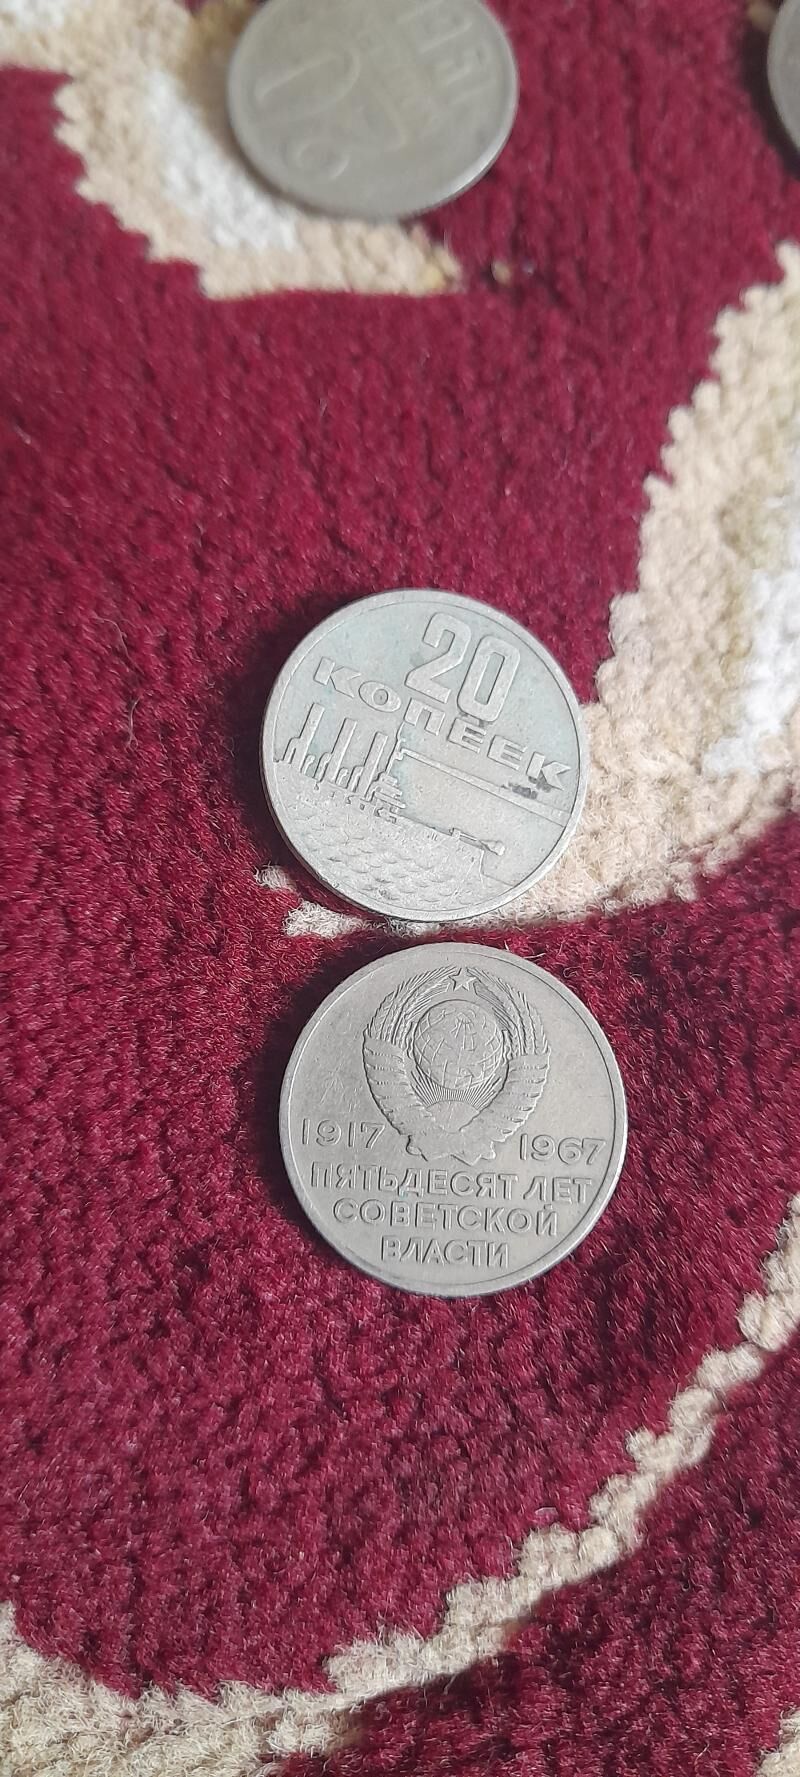 20
КОПЕЕК
1917 1967
ПЯТЬДЕСЯТ ЛЕТ
СОВЕТСКОЙ
ВЛАСТИ